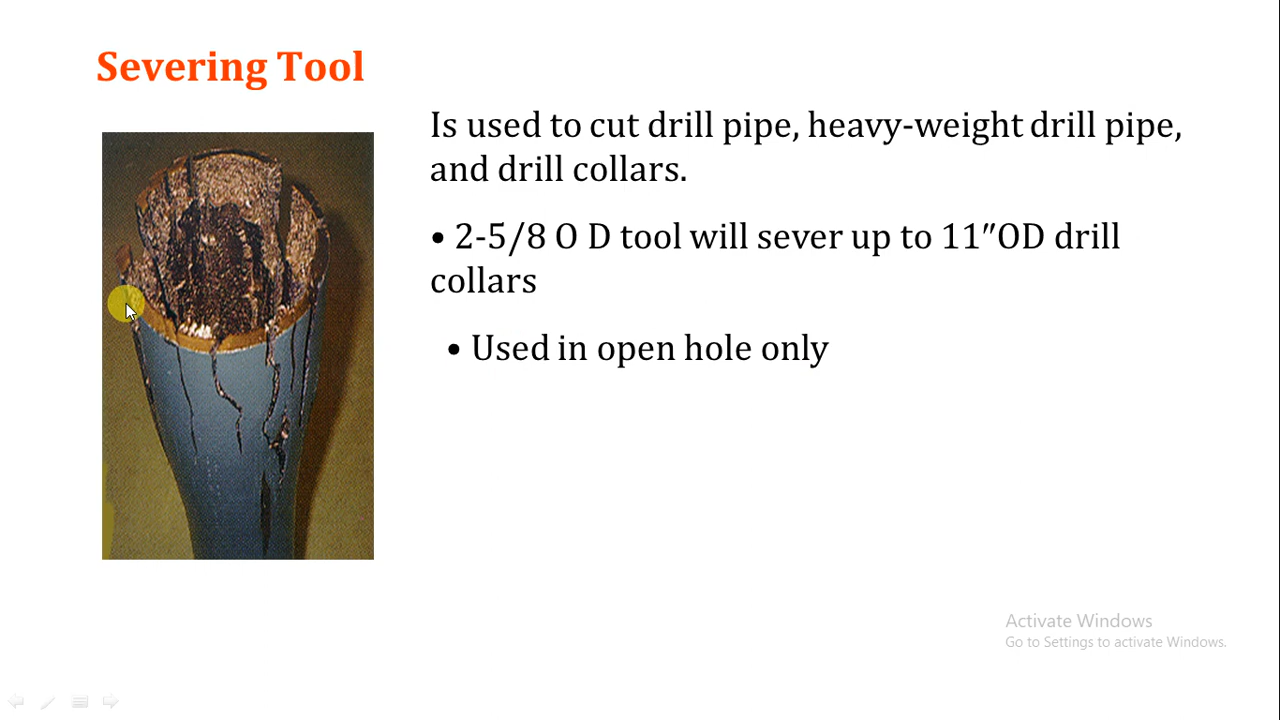 Severing Tool
Is used to cut drill pipe, heavy-weight drill pipe,
and drill collars.
• 2-5/8 O D tool will sever up to 11″OD drill
collars
• Used in open hole only
Activate Windows
Go to Settings to activate Windows.